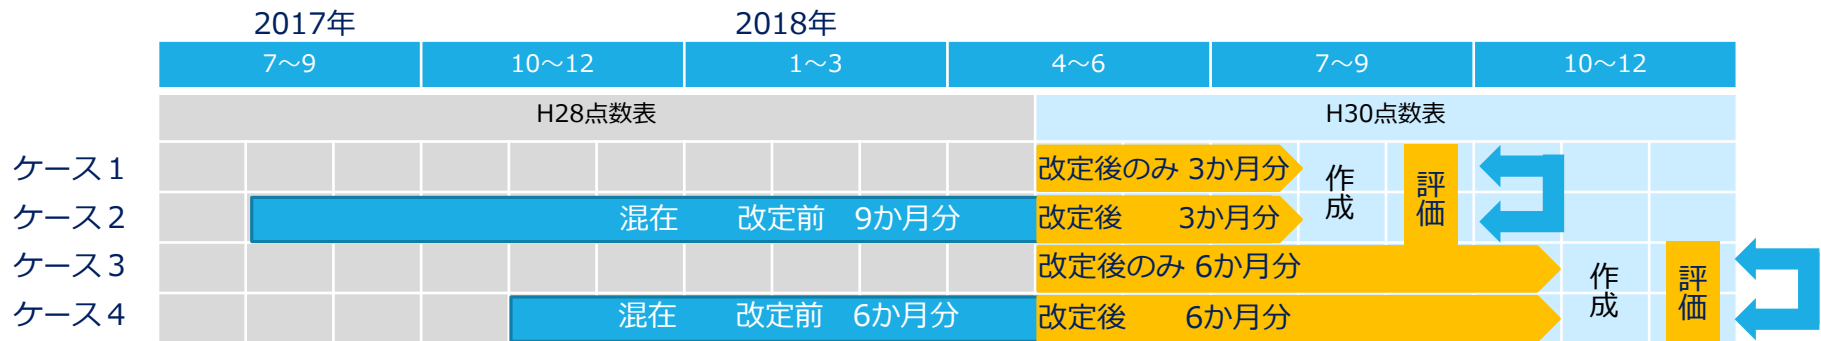 2017年 2018年
7～9 10～12 1～3 4～6 7～9 10～12
H28点数表 H30点数表
ケース1 改定後のみ 3か月分
ケース2 混在 改定前 9か月分 改定後 3か月分
作成 評価
ケース3 改定後のみ 6か月分
ケース4 混在 改定前 6か月分 改定後 6か月分
作成 評価